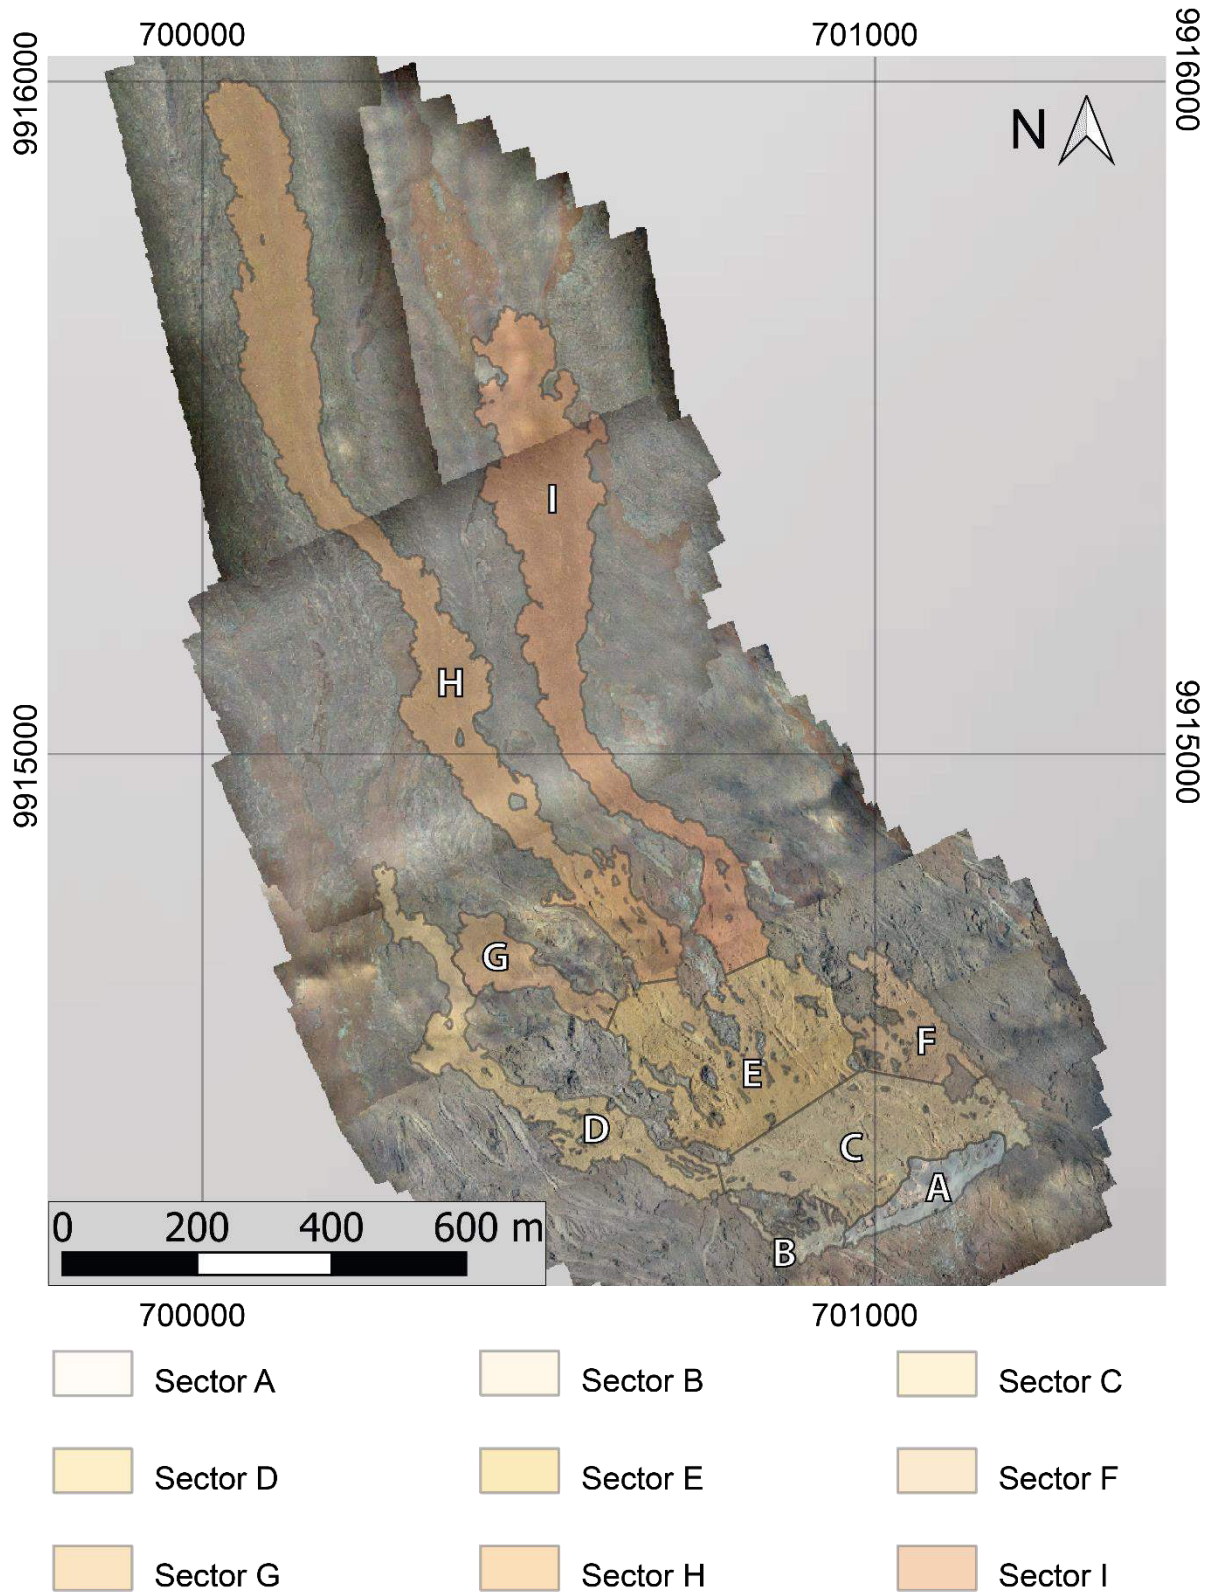 700000 701000
9916000 9916000
N
I
H
9915000 9915000
G
F
E
D
C
A
B
0 200 400 600 m
700000 701000
Sector A Sector B Sector C
Sector D Sector E Sector F
Sector G Sector H Sector I